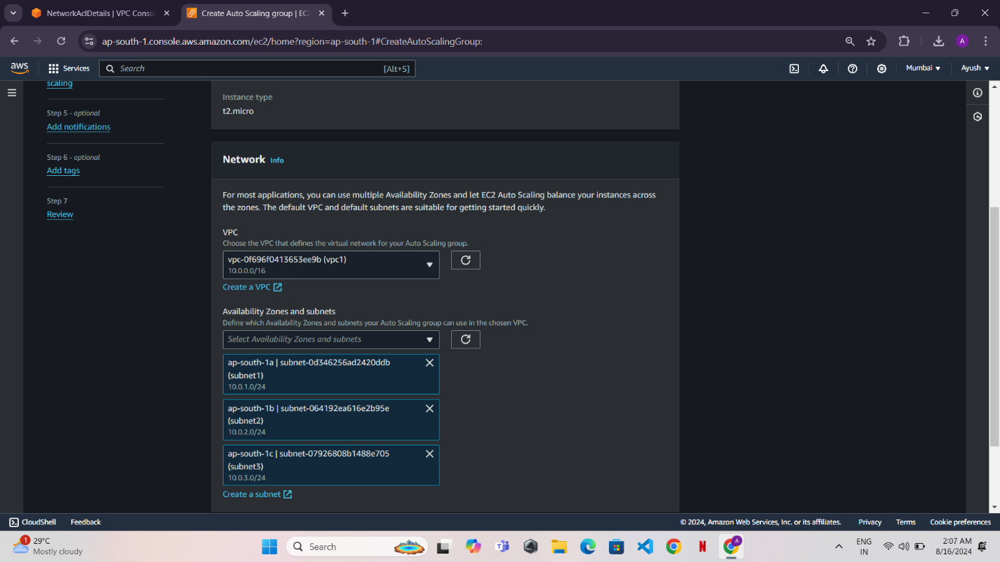 NetworkAclDetails | VPC Conso
Create Auto Scaling group | EC2
ap-south-1.console.aws.amazon.com/ec2/home?region=ap-south-1#CreateAutoScalingGroup:
A
aws
Services
Search
[Alt+S]
Mumbai
Ayush
scaling
Step 5 - optional
Add notifications
Step 6 - optional
Add tags
Step 7
Review
Instance type
t2.micro
Network Info
For most applications, you can use multiple Availability Zones and let EC2 Auto Scaling balance your instances across
the zones. The default VPC and default subnets are suitable for getting started quickly.
VPC
Choose the VPC that defines the virtual network for your Auto Scaling group.
vpc-0f696f0413653ee9b (vpc1)
10.0.0.0/16
Create a VPC
Availability Zones and subnets
Define which Availability Zones and subnets your Auto Scaling group can use in the chosen VPC.
Select Availability Zones and subnets
ap-south-1a | subnet-0d346256ad2420ddb
(subnet1)
10.0.1.0/24
ap-south-1b | subnet-064192ea616e2b95e
(subnet2)
10.0.2.0/24
ap-south-1c | subnet-07926808b1488e705
(subnet3)
10.0.3.0/24
Create a subnet
CloudShell
Feedback
© 2024, Amazon Web Services, Inc. or its affiliates.
Privacy
Terms
Cookie preferences
1
29°C
Mostly cloudy
Search
N
A
ENG
IN
2:07 AM
8/16/2024